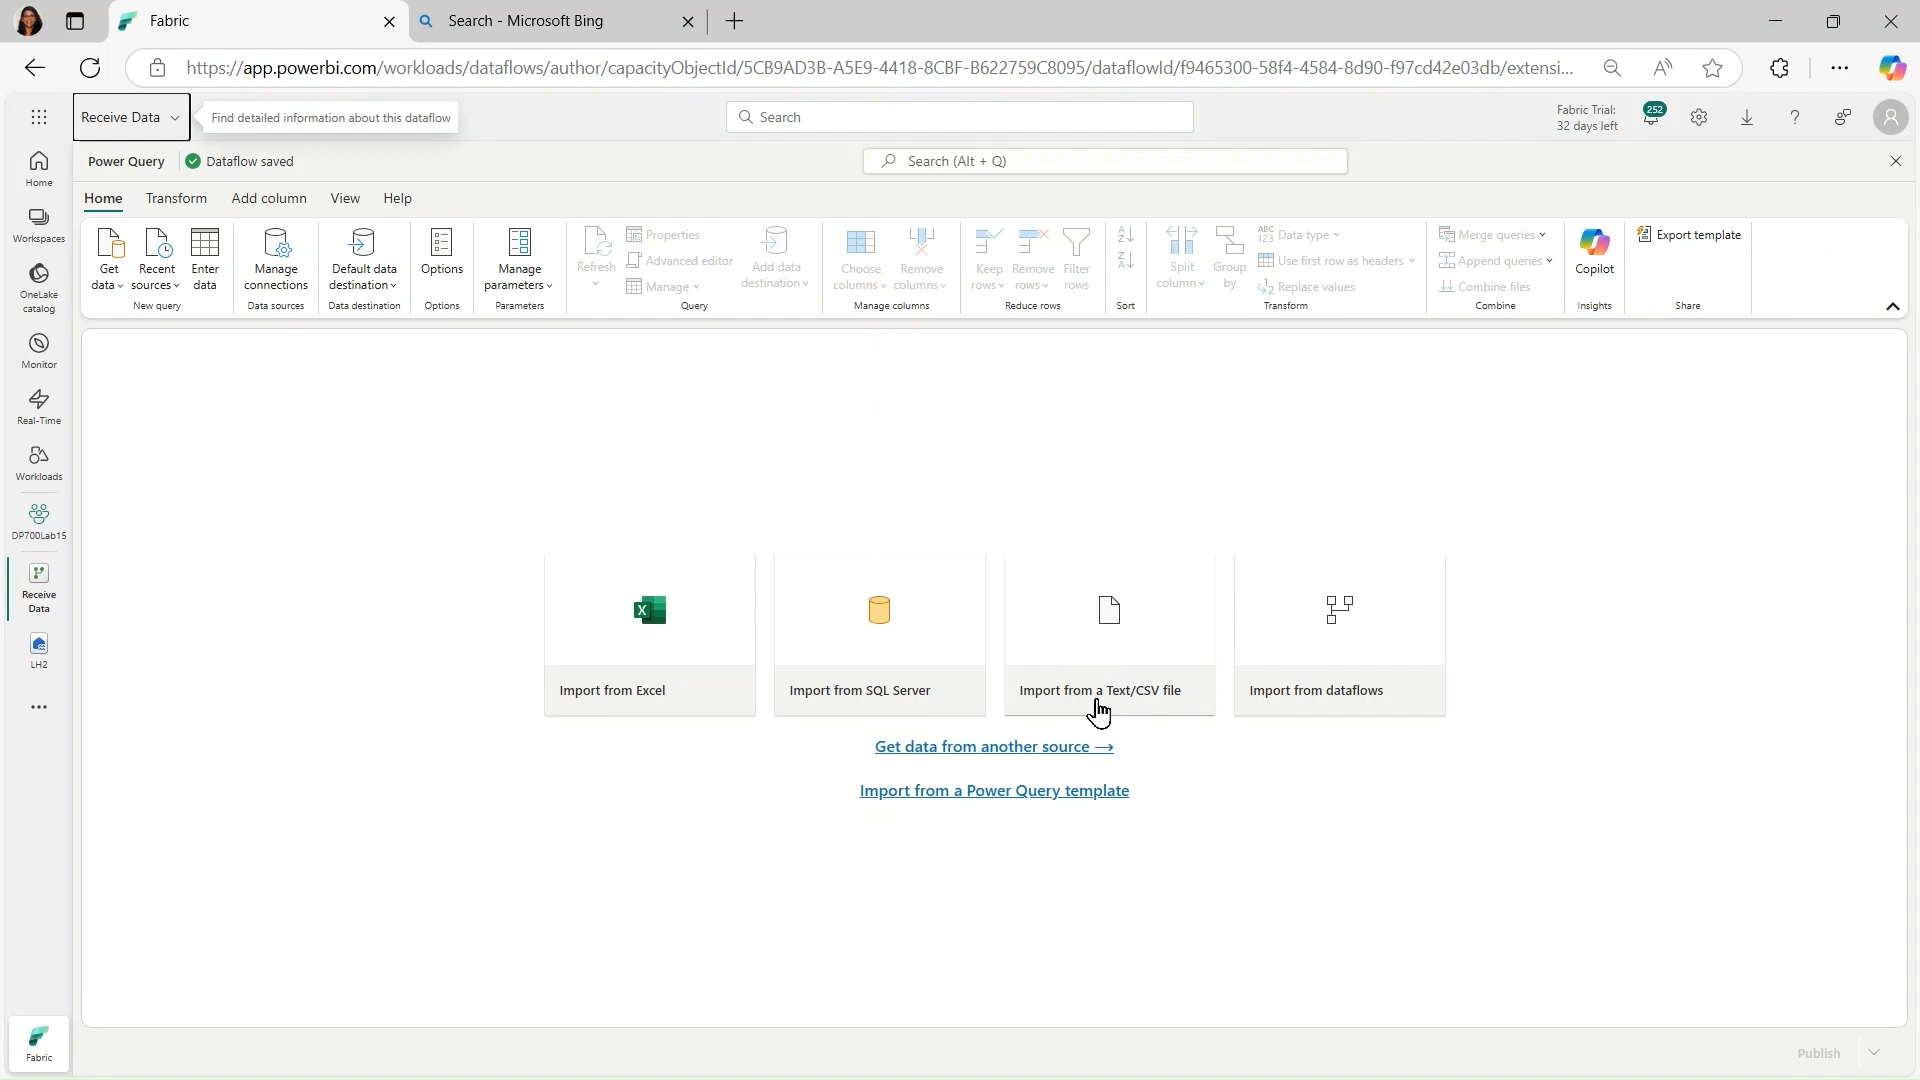 Fabric
Search - Microsoft Bing
https://app.powerbi.com/workloads/dataflows/author/capacityObjectId/5CB9AD3B-A5E9-4418-8CBF-B622759C8095/dataflowId/f9465300-58f4-4584-8d90-f97cd42e03db/extensi...
Receive Data
Find detailed information about this dataflow
Search
Fabric Trial:
32 days left
252
Power Query
Dataflow saved
Search (Alt + Q)
Home
Transform
Add column
View
Help
Get
data
Recent
sources
Enter
data
New query
Manage
connections
Data sources
Default data
destination
Data destination
Options
Options
Manage
parameters
Parameters
Refresh
Properties
Advanced editor
Manage
Add data
destination
Query
Choose
columns
Remove
columns
Manage columns
Keep
rows
Remove
rows
Filter
rows
Reduce rows
Sort
Split
column
Group
by
Data type
Use first row as headers
Replace values
Transform
Merge queries
Append queries
Combine files
Combine
Copilot
Insights
Export template
Share
Home
Workspaces
OneLake
catalog
Monitor
Real-Time
Workloads
DP700Lab15
Receive
Data
LH2
Fabric
Import from Excel
Import from SQL Server
Import from a Text/CSV file
Import from dataflows
Get data from another source →
Import from a Power Query template
Publish